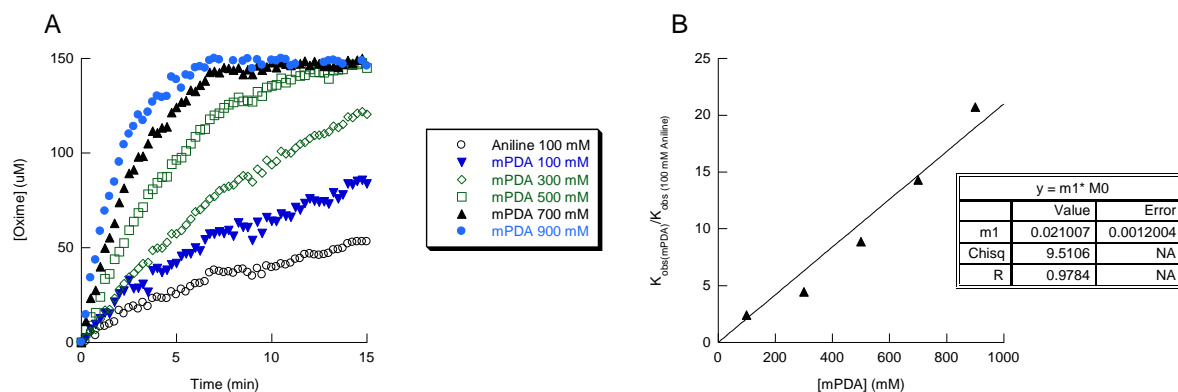 A
[Oxime] (uM)
150
100
50
0
0 5 10 15
Time (min)
Aniline 100 mM
mPDA 100 mM
mPDA 300 mM
mPDA 500 mM
mPDA 700 mM
mPDA 900 mM
B
K obs(mPDA)/K obs (100 mM Aniline)
25
20
15
10
5
0
0 200 400 600 800 1000
[mPDA] (mM)
y = m1* M0
Value Error
m1 0.021007 0.0012004
Chisq 9.5106 NA
R 0.9784 NA